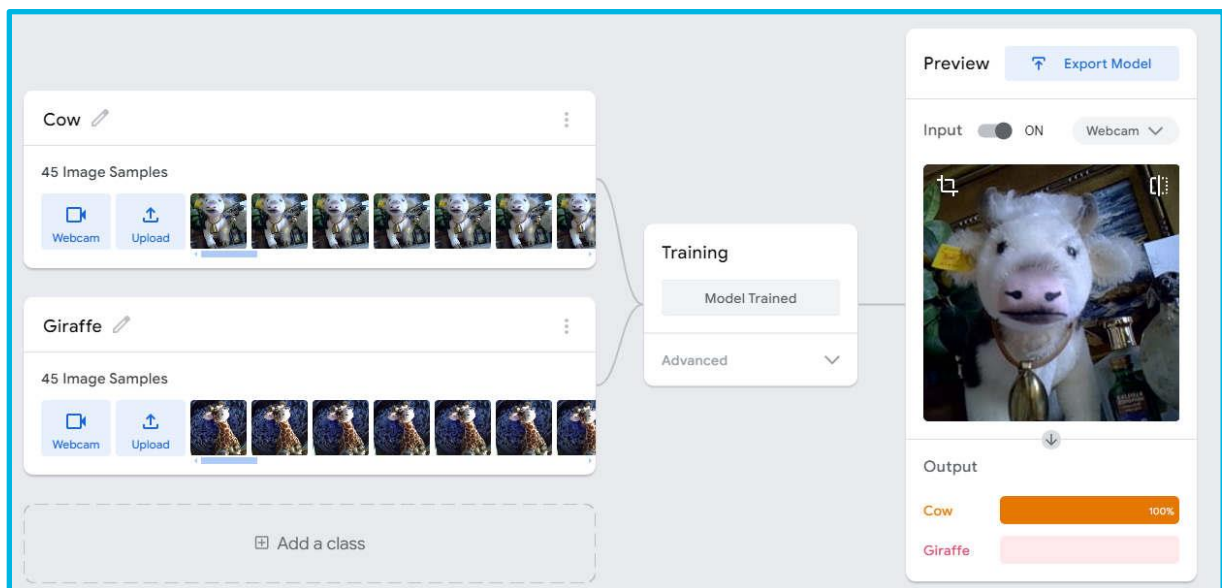 Cow
45 Image Samples
Webcam
Upload
Giraffe
45 Image Samples
Webcam
Upload
Add a class
Training
Model Trained
Advanced
Preview
Export Model
Input ON Webcam
Output
Cow 100%
Giraffe